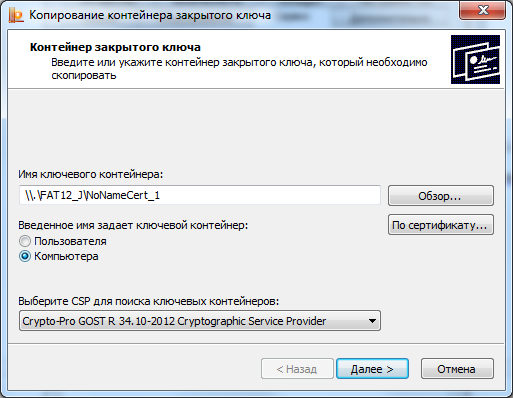 Копирование контейнера закрытого ключа
Контейнер закрытого ключа
Введите или укажите контейнер закрытого ключа, который необходимо
скопировать
Имя ключевого контейнера:
\\.\FAT12_J\NoNameCert_1
Обзор...
Введенное имя задает ключевой контейнер:
По сертификату...
Пользователя
Компьютера
Выберите CSP для поиска ключевых контейнеров:
Crypto-Pro GOST R 34.10-2012 Cryptographic Service Provider
< Назад
Далее >
Отмена